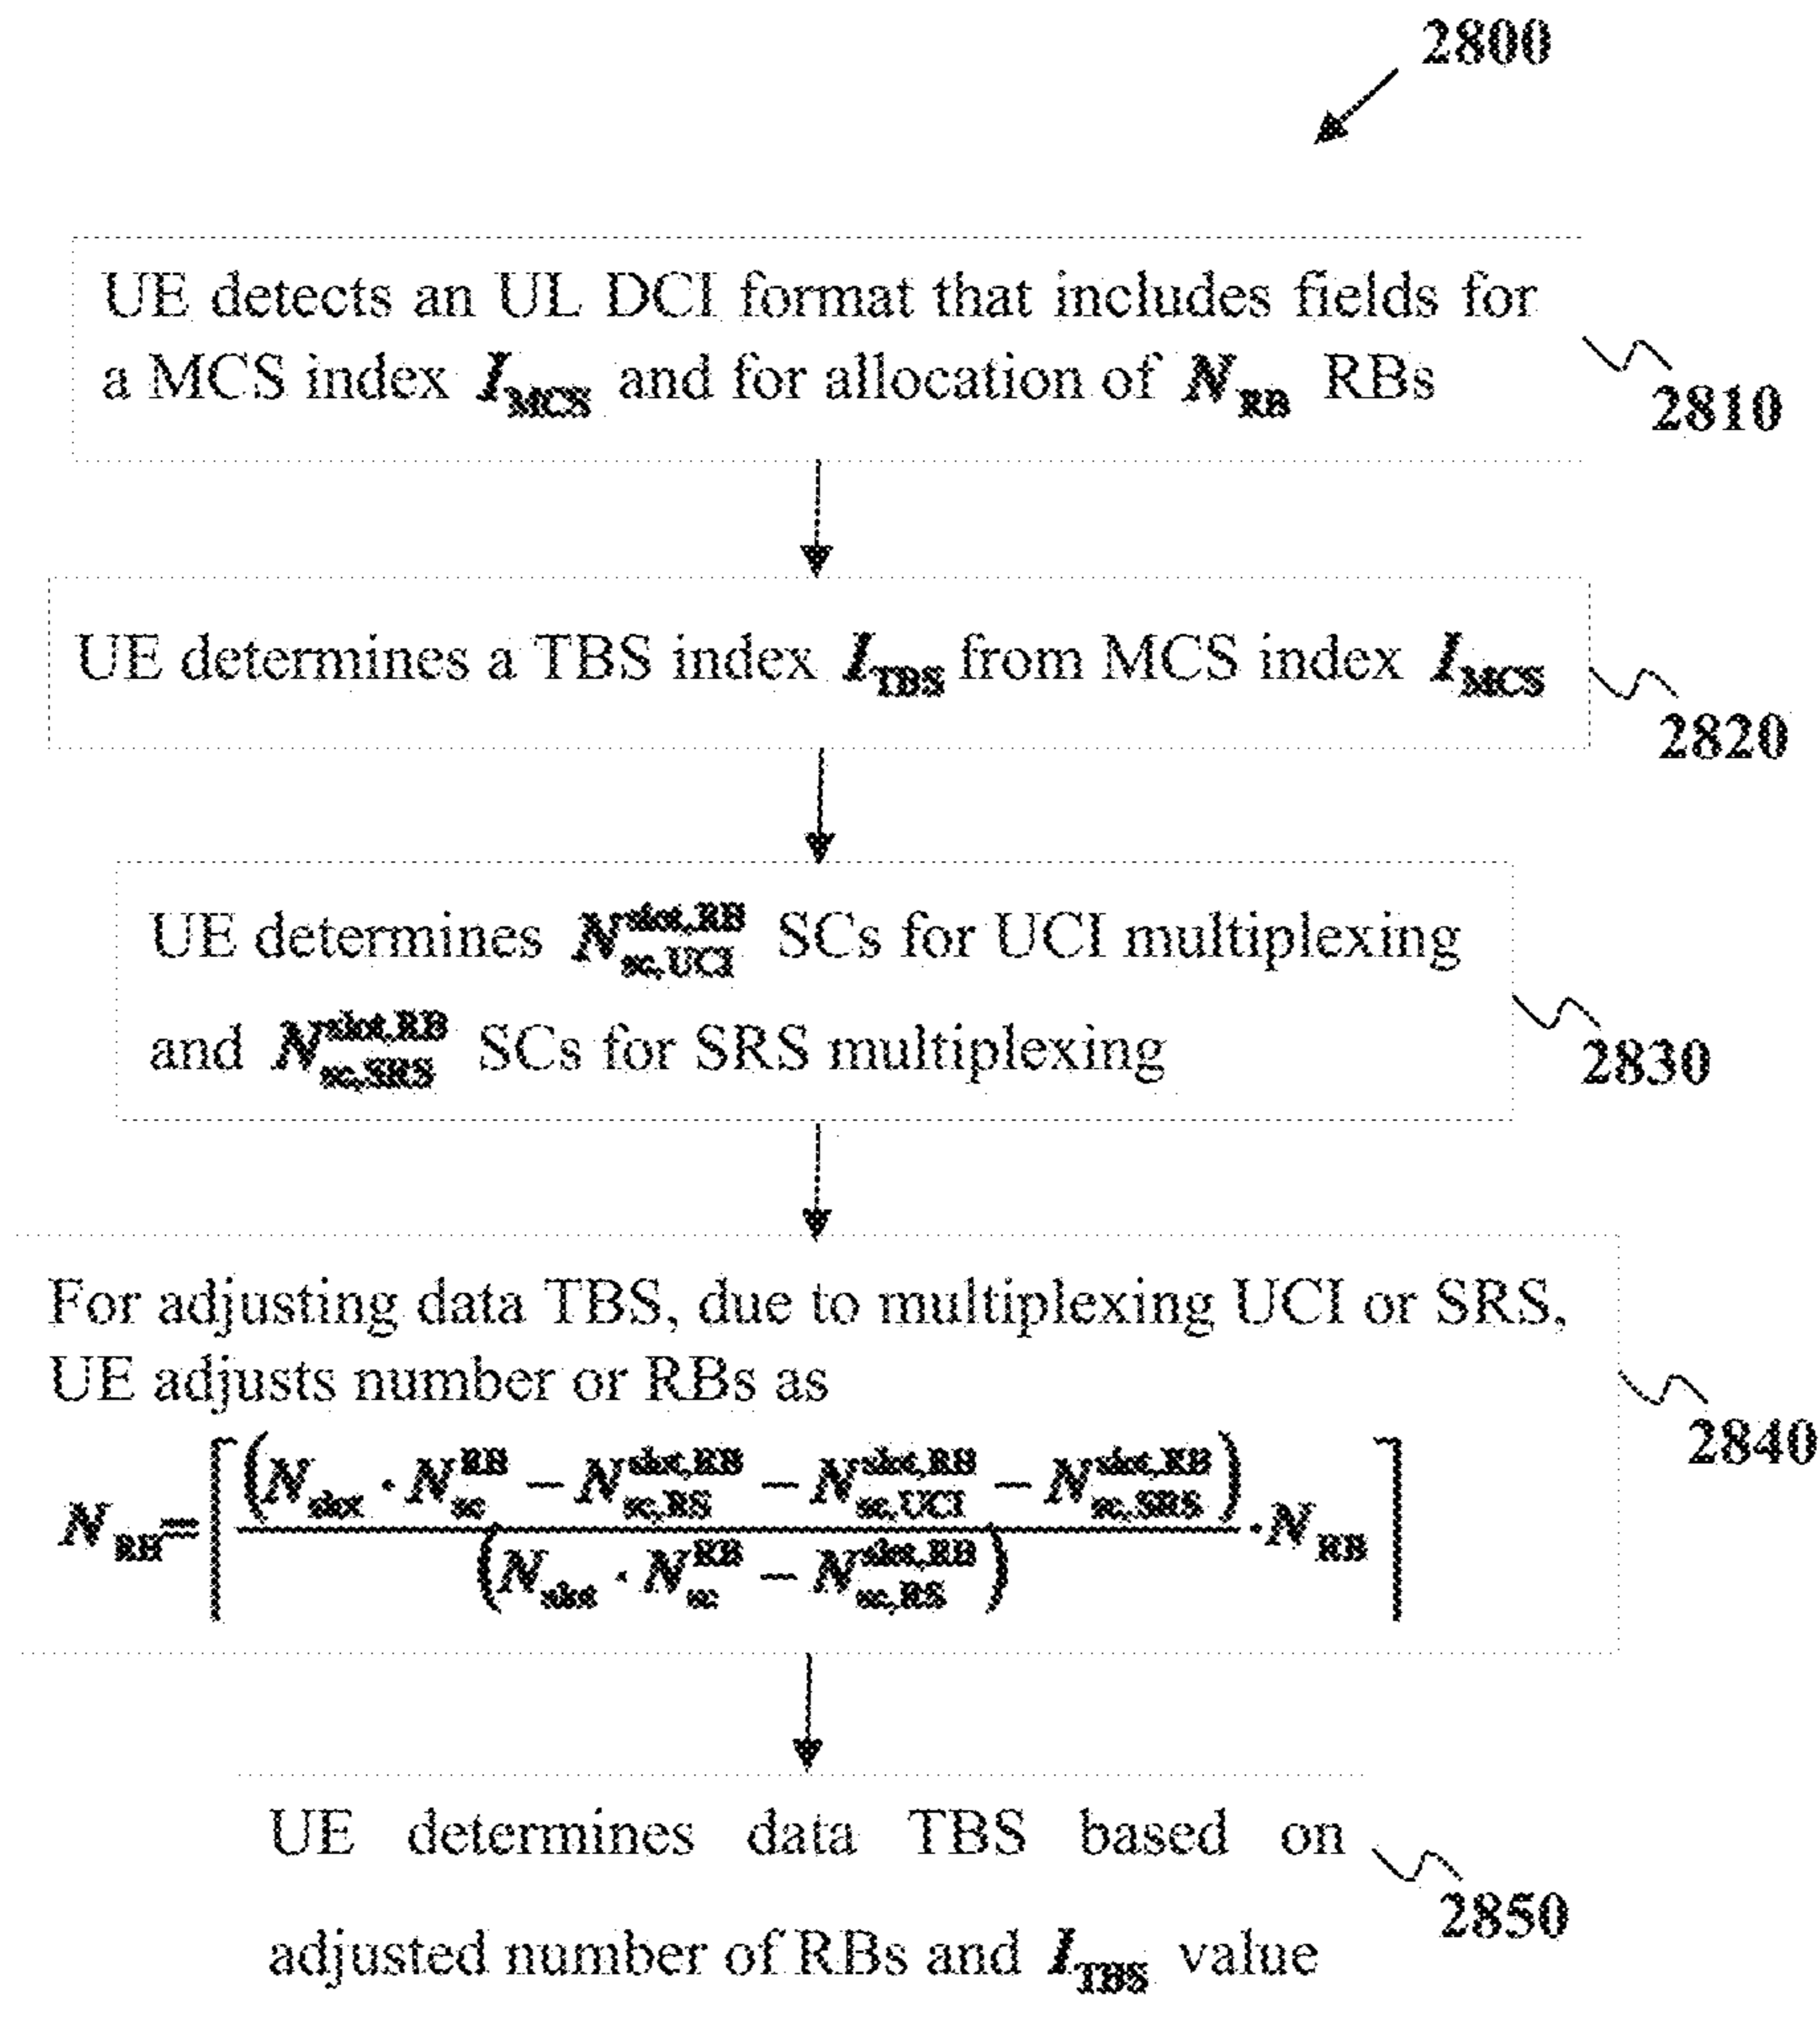 2800
UE detects an UL DCI format that includes fields for
a MCS index I_MCS and for allocation of N_RB RBs
2810
UE determines a TBS index I_TBS from MCS index I_MCS
2820
UE determines N_sc,UCI^slot,RB SCs for UCI multiplexing
and N_sc,SRS^slot,RB SCs for SRS multiplexing
2830
For adjusting data TBS, due to multiplexing UCI or SRS,
UE adjusts number or RBs as
2840
N_RB = ⌈ (N_slot · N_sc^RB − N_sc,RS^slot,RB − N_sc,UCI^slot,RB − N_sc,SRS^slot,RB) / (N_slot · N_sc^RB − N_sc,RS^slot,RB) · N_RB ⌉
UE determines data TBS based on
2850
adjusted number of RBs and I_TBS value